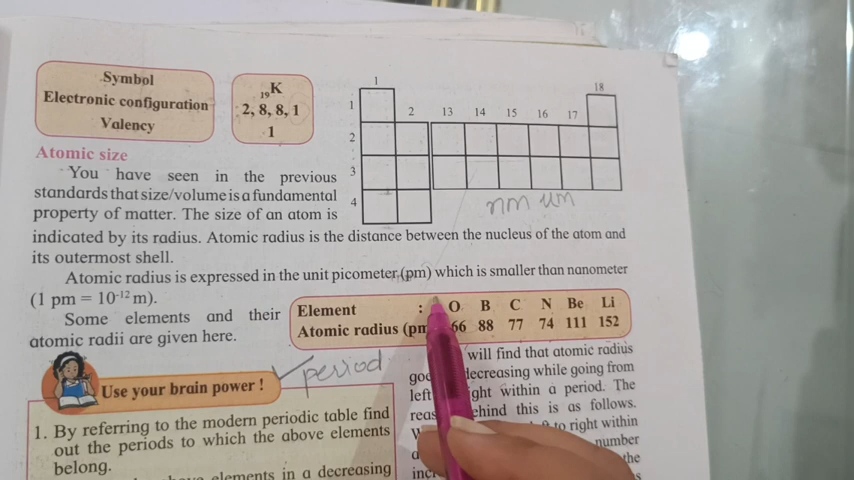 Symbol
Electronic configuration
Valency
19K
2, 8, 8, 1
1
1
18
1
2 13 14 15 16 17
2
3
4
nm um
Atomic size
You have seen in the previous
standards that size/volume is a fundamental
property of matter. The size of an atom is
indicated by its radius. Atomic radius is the distance between the nucleus of the atom and
its outermost shell.
Atomic radius is expressed in the unit picometer (pm) which is smaller than nanometer
(1 pm = 10⁻¹² m).
Some elements and their
atomic radii are given here.
Element : O B C N Be Li
Atomic radius (pm 66 88 77 74 111 152
Use your brain power !
period
1. By referring to the modern periodic table find
out the periods to which the above elements
belong.
elements in a decreasing
will find that atomic radius
decreasing while going from
left ight within a period. The
reas ehind this is as follows.
to right within
number
the